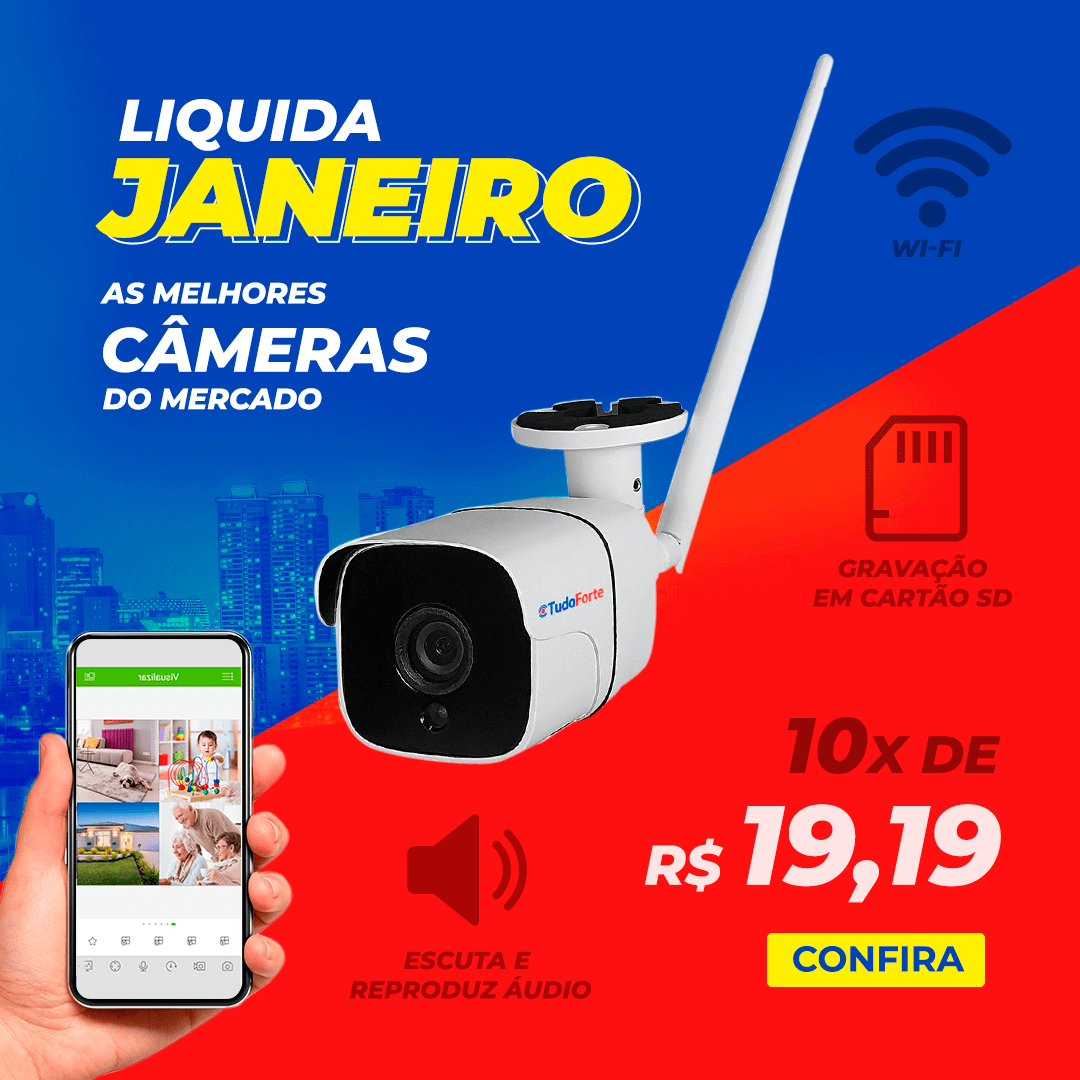 LIQUIDA
JANEIRO
AS MELHORES
CÂMERAS
DO MERCADO
WI-FI
GRAVAÇÃO
EM CARTÃO SD
TudoForte
Visualizar
10X DE
R$ 19,19
CONFIRA
ESCUTA E
REPRODUZ ÁUDIO